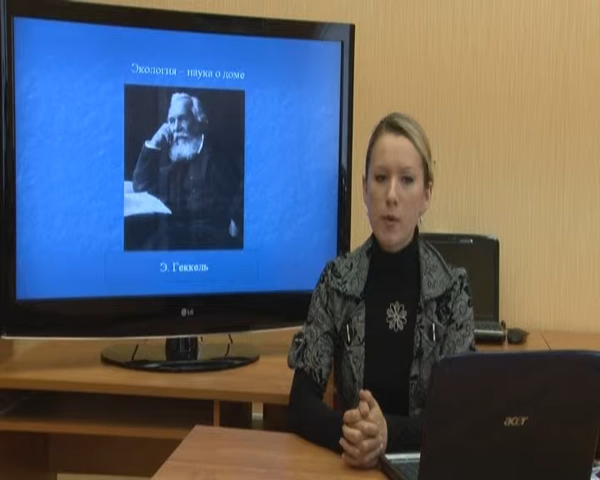 Экология – наука о доме
Э. Геккель
LG
acer